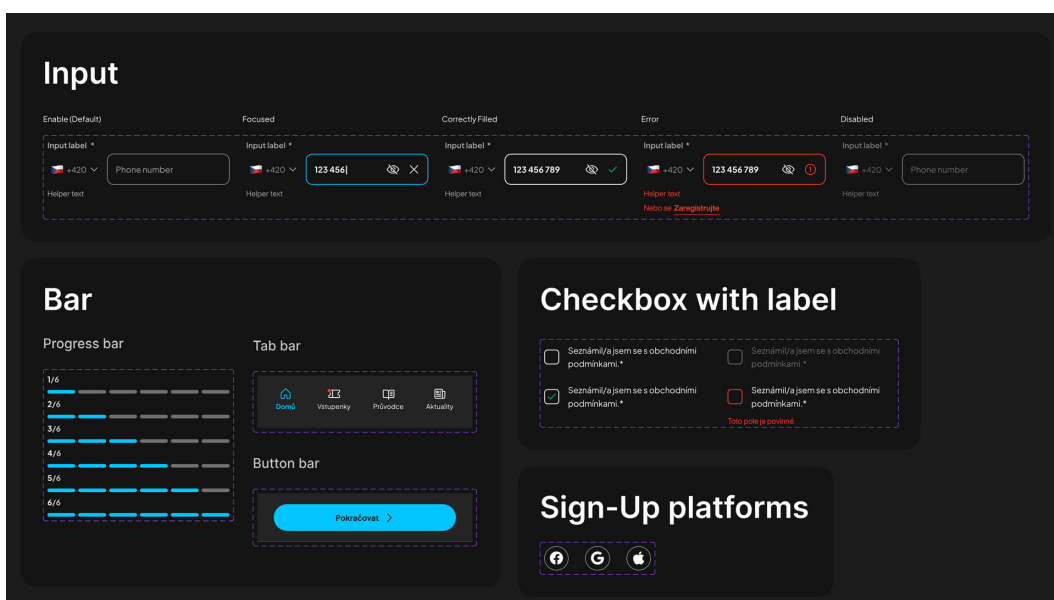 Input
Enable (Default)
Focused
Correctly Filled
Error
Disabled
Input label *
+420
Phone number
Helper text
Input label *
+420
123 456
Helper text
Input label *
+420
123 456 789
Helper text
Input label *
+420
123 456 789
Helper text
Nebo se Zaregistrujte
Input label *
+420
Phone number
Helper text
Bar
Progress bar
1/6
2/6
3/6
4/6
5/6
6/6
Tab bar
Domů
Vstupenky
Průvodce
Aktuality
Button bar
Pokračovat
Checkbox with label
Seznámil/a jsem se s obchodními
podmínkami.*
Seznámil/a jsem se s obchodními
podmínkami.*
Seznámil/a jsem se s obchodními
podmínkami.*
Seznámil/a jsem se s obchodními
podmínkami.*
Toto pole je povinné.
Sign-Up platforms